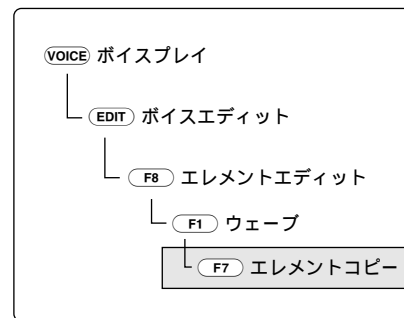 VOICE ボイスプレイ
EDIT ボイスエディット
F8 エレメントエディット
F1 ウェーブ
F7 エレメントコピー